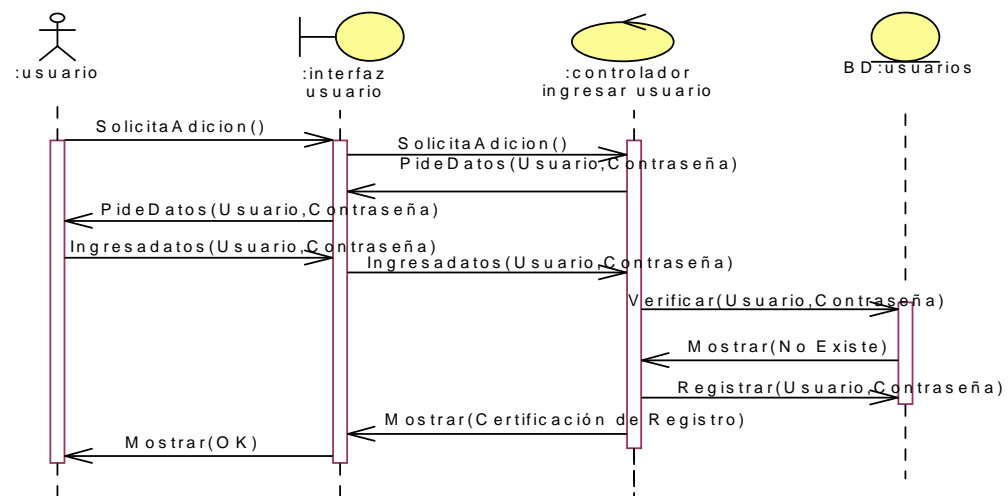 :usuario
:interfaz
usuario
:controlador
ingresar usuario
BD:usuarios
SolicitaAdicion()
SolicitaAdicion()
PideDatos(Usuario,Contraseña)
PideDatos(Usuario,Contraseña)
Ingresadatos(Usuario,Contraseña)
Ingresadatos(Usuario,Contraseña)
Verificar(Usuario,Contraseña)
Mostrar(No Existe)
Registrar(Usuario,Contraseña)
Mostrar(Certificación de Registro)
Mostrar(OK)